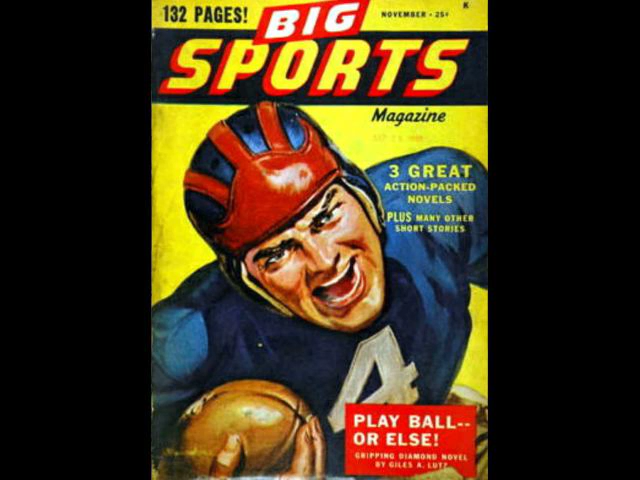 132 PAGES!
BIG
NOVEMBER · 25¢
K
SPORTS
Magazine
3 GREAT
ACTION-PACKED
NOVELS
PLUS MANY OTHER
SHORT STORIES
4
PLAY BALL--
OR ELSE!
GRIPPING DIAMOND NOVEL
BY GILES A. LUTZ